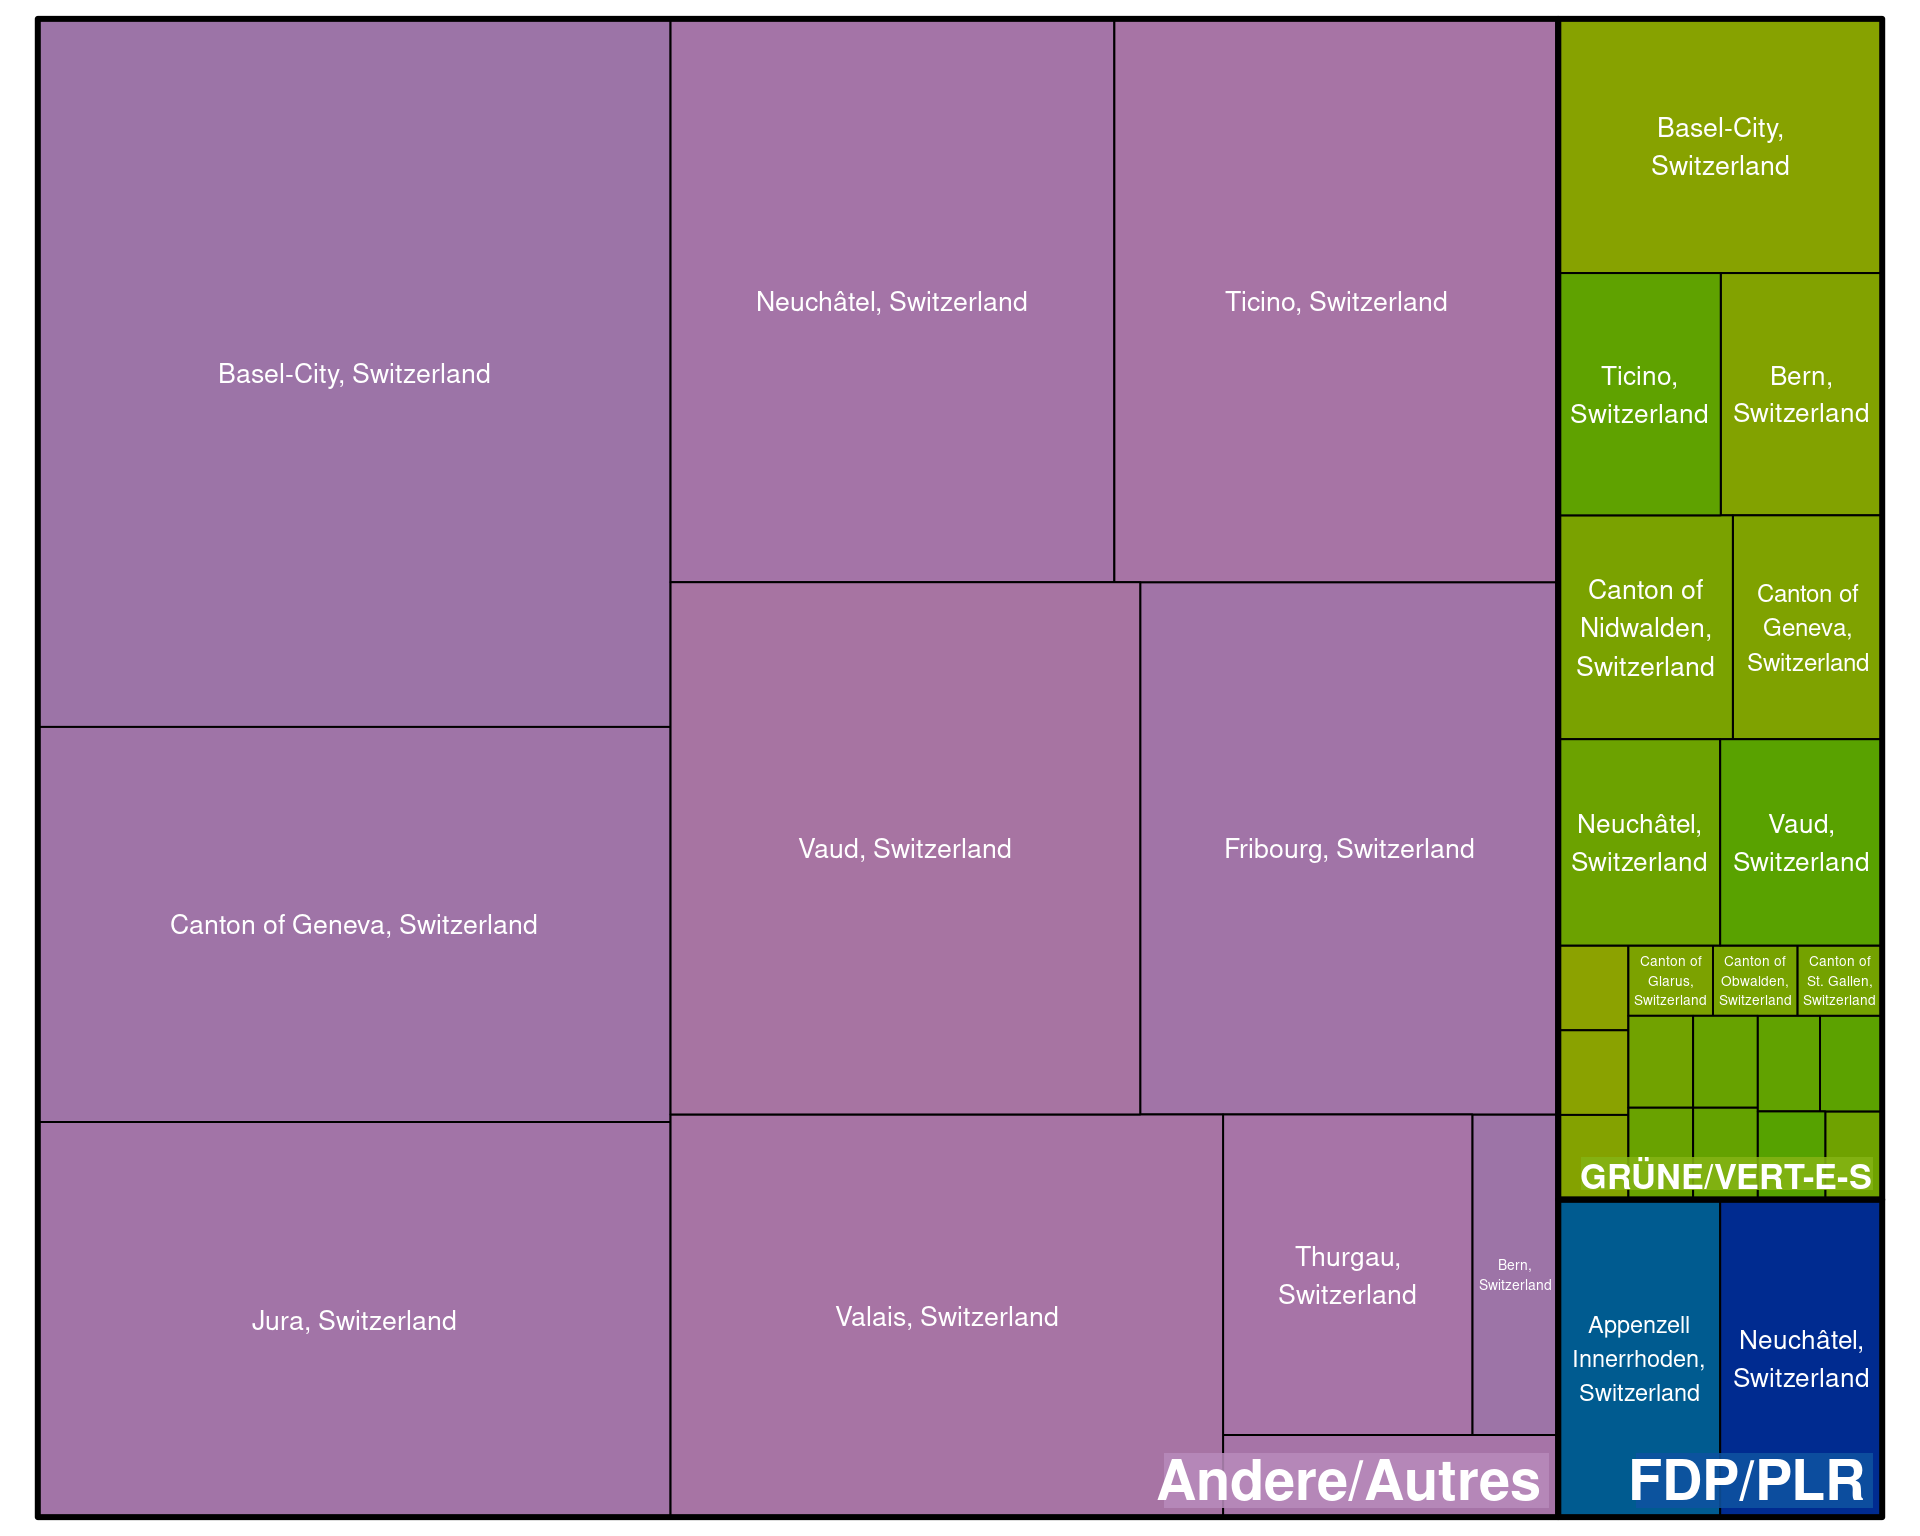 Basel-City, Switzerland
Canton of Geneva, Switzerland
Jura, Switzerland
Neuchâtel, Switzerland
Ticino, Switzerland
Vaud, Switzerland
Fribourg, Switzerland
Valais, Switzerland
Thurgau,
Switzerland
Bern,
Switzerland
Andere/Autres
Basel-City,
Switzerland
Ticino,
Switzerland
Bern,
Switzerland
Canton of
Nidwalden,
Switzerland
Canton of
Geneva,
Switzerland
Neuchâtel,
Switzerland
Vaud,
Switzerland
Canton of
Glarus,
Switzerland
Canton of
Obwalden,
Switzerland
Canton of
St. Gallen,
Switzerland
GRÜNE/VERT-E-S
Appenzell
Innerrhoden,
Switzerland
Neuchâtel,
Switzerland
FDP/PLR